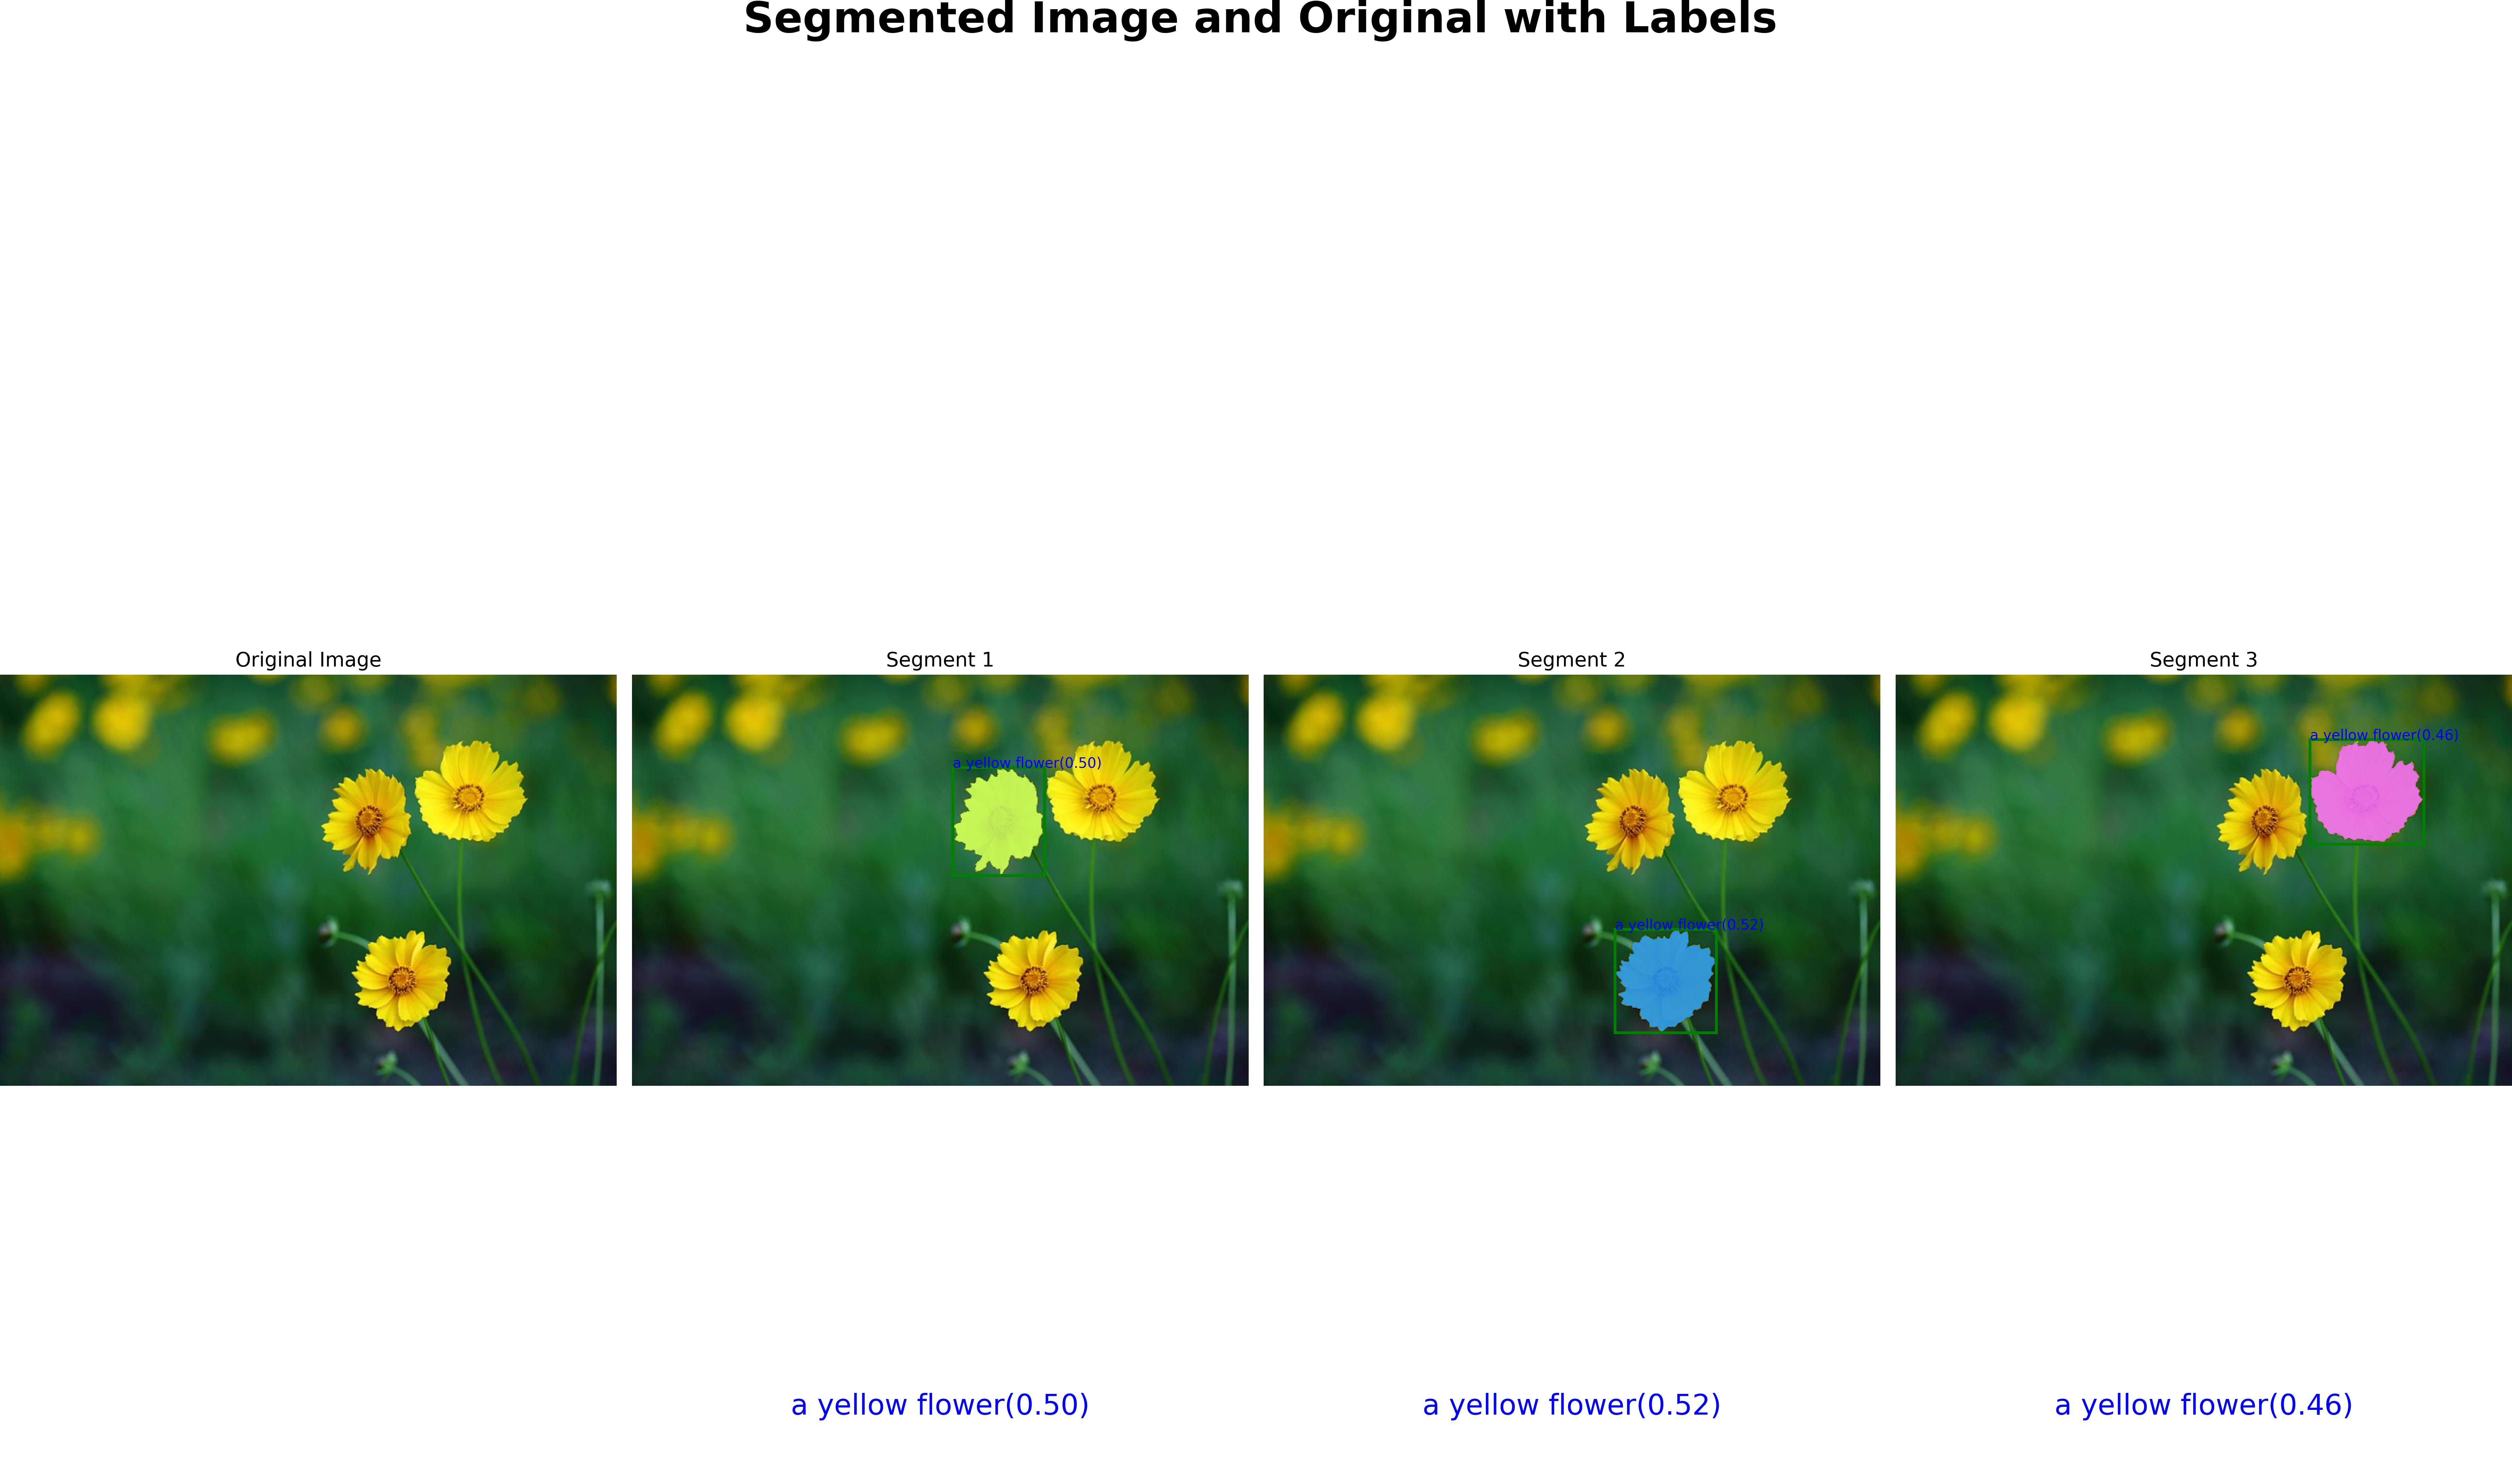 Segmented Image and Original with Labels
Original Image
Segment 1
Segment 2
Segment 3
a yellow flower(0.50)
a yellow flower(0.52)
a yellow flower(0.46)
a yellow flower(0.50)
a yellow flower(0.52)
a yellow flower(0.46)